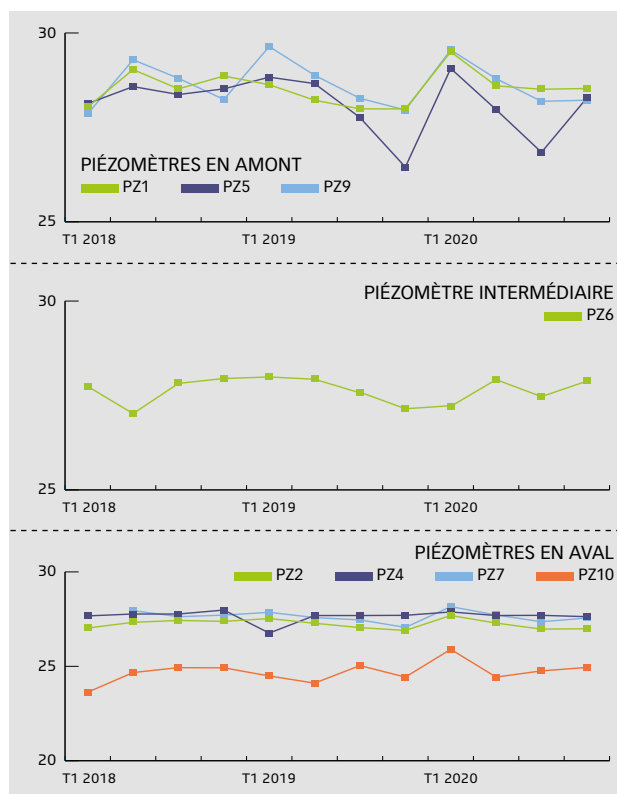 30
PIÉZOMÈTRES EN AMONT
PZ1 PZ5 PZ9
25
T1 2018 T1 2019 T1 2020
30
PIÉZOMÈTRE INTERMÉDIAIRE
PZ6
25
T1 2018 T1 2019 T1 2020
PIÉZOMÈTRES EN AVAL
30
PZ2 PZ4 PZ7 PZ10
25
20
T1 2018 T1 2019 T1 2020